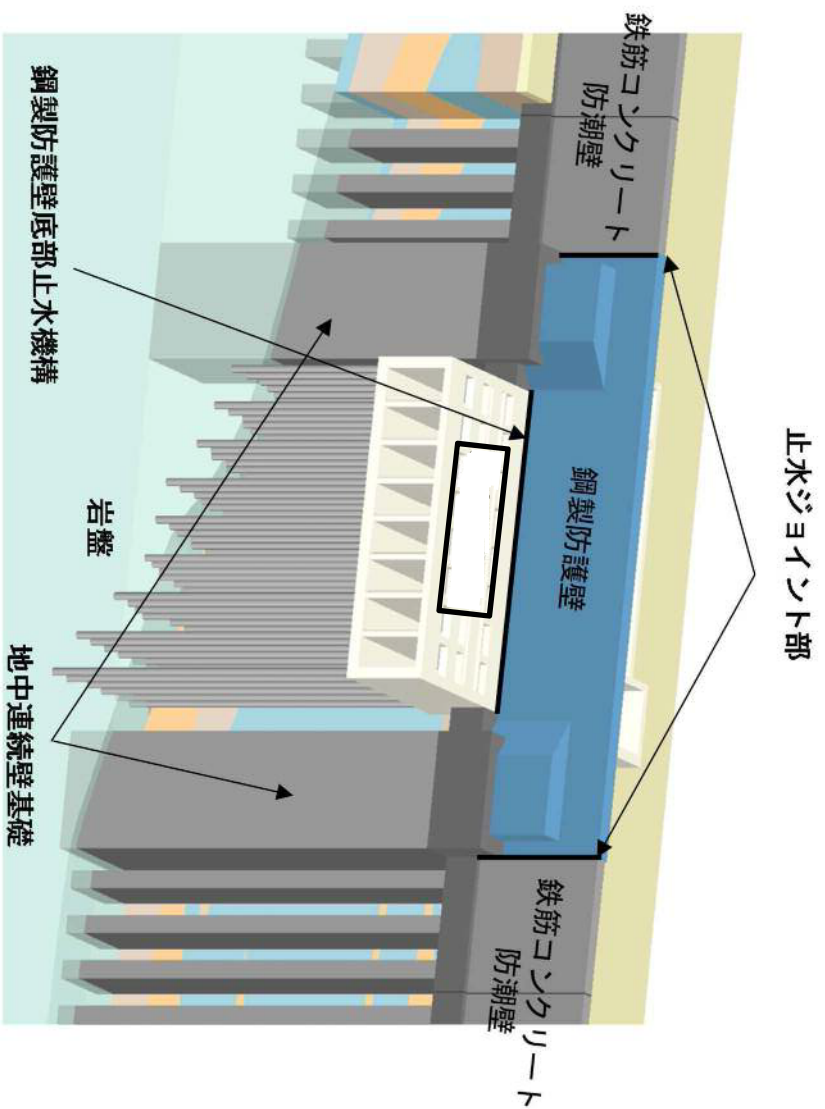 止水ジョイント部
鉄筋コンクリート
防潮壁
鋼製防護壁
鉄筋コンクリート
防潮壁
鋼製防護壁底部止水機構
岩盤
地中連続壁基礎